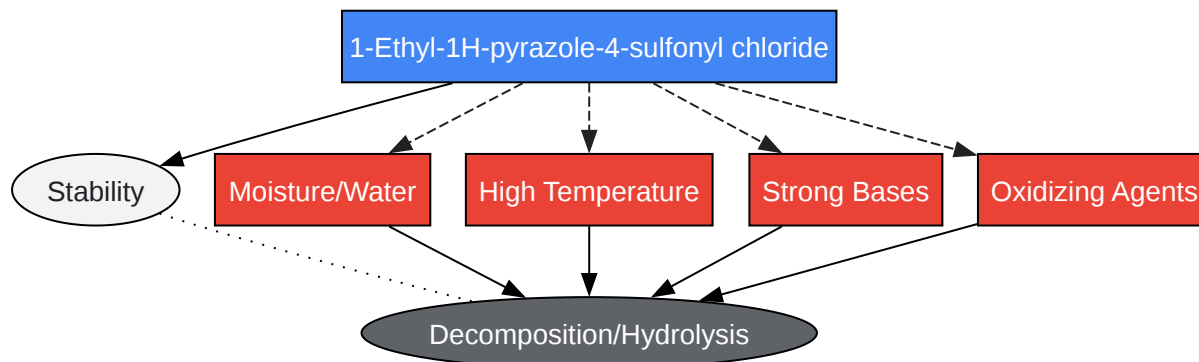 1-Ethyl-1H-pyrazole-4-sulfonyl chloride
Stability
Moisture/Water
High Temperature
Strong Bases
Oxidizing Agents
Decomposition/Hydrolysis